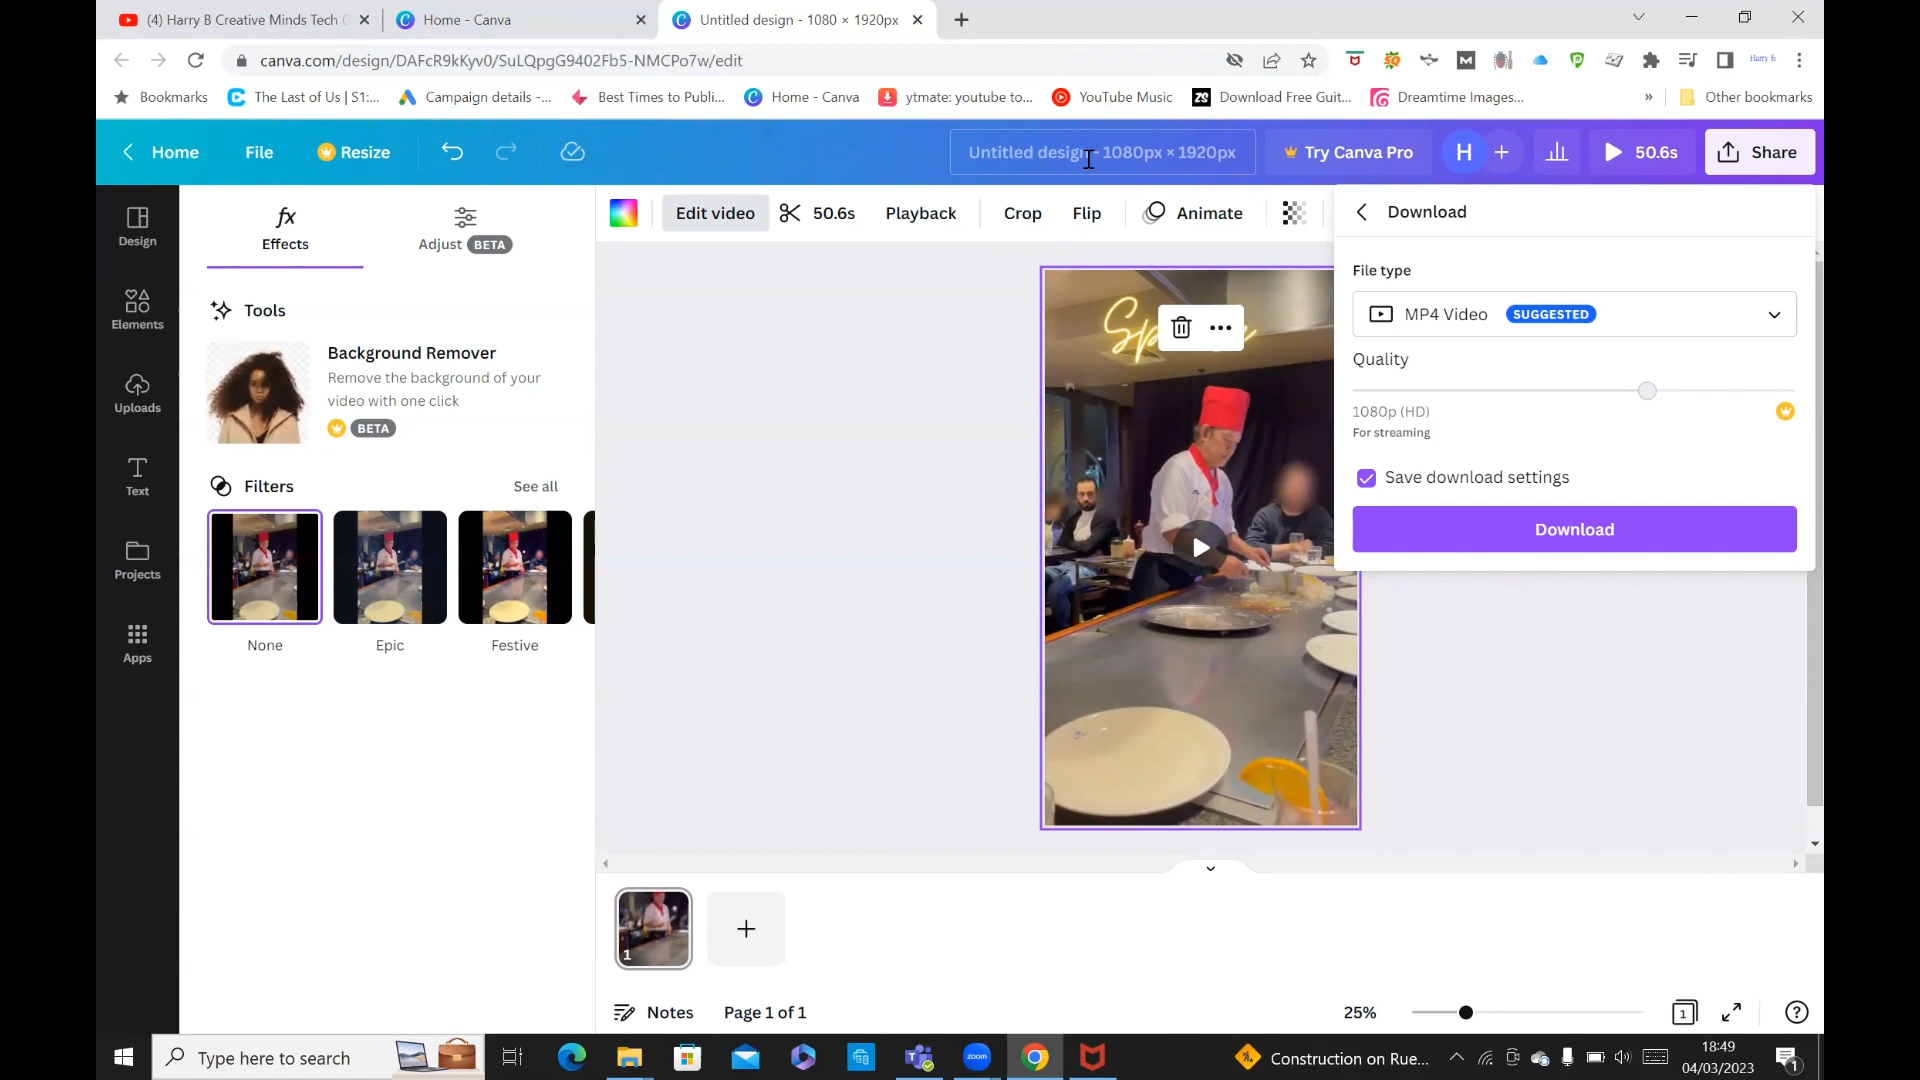 (4) Harry B Creative Minds Tech C
Home - Canva
Untitled design - 1080 × 1920px
canva.com/design/DAFcR9kKyv0/SuLQpgG9402Fb5-NMCPo7w/edit
Harry B
Bookmarks
The Last of Us | S1:...
Campaign details -...
Best Times to Publi...
Home - Canva
ytmate: youtube to...
YouTube Music
Download Free Guit...
Dreamtime Images...
»
Other bookmarks
Home
File
Resize
Untitled design - 1080px × 1920px
Try Canva Pro
H
50.6s
Share
Design
Elements
Uploads
Text
Projects
Apps
fx
Effects
Adjust BETA
Edit video
50.6s
Playback
Crop
Flip
Animate
Tools
Background Remover
Remove the background of your
video with one click
BETA
Filters
See all
None
Epic
Festive
Download
File type
MP4 Video SUGGESTED
Quality
1080p (HD)
For streaming
Save download settings
Download
1
Notes
Page 1 of 1
25%
1
Type here to search
zoom
Construction on Rue...
18:49
04/03/2023
1